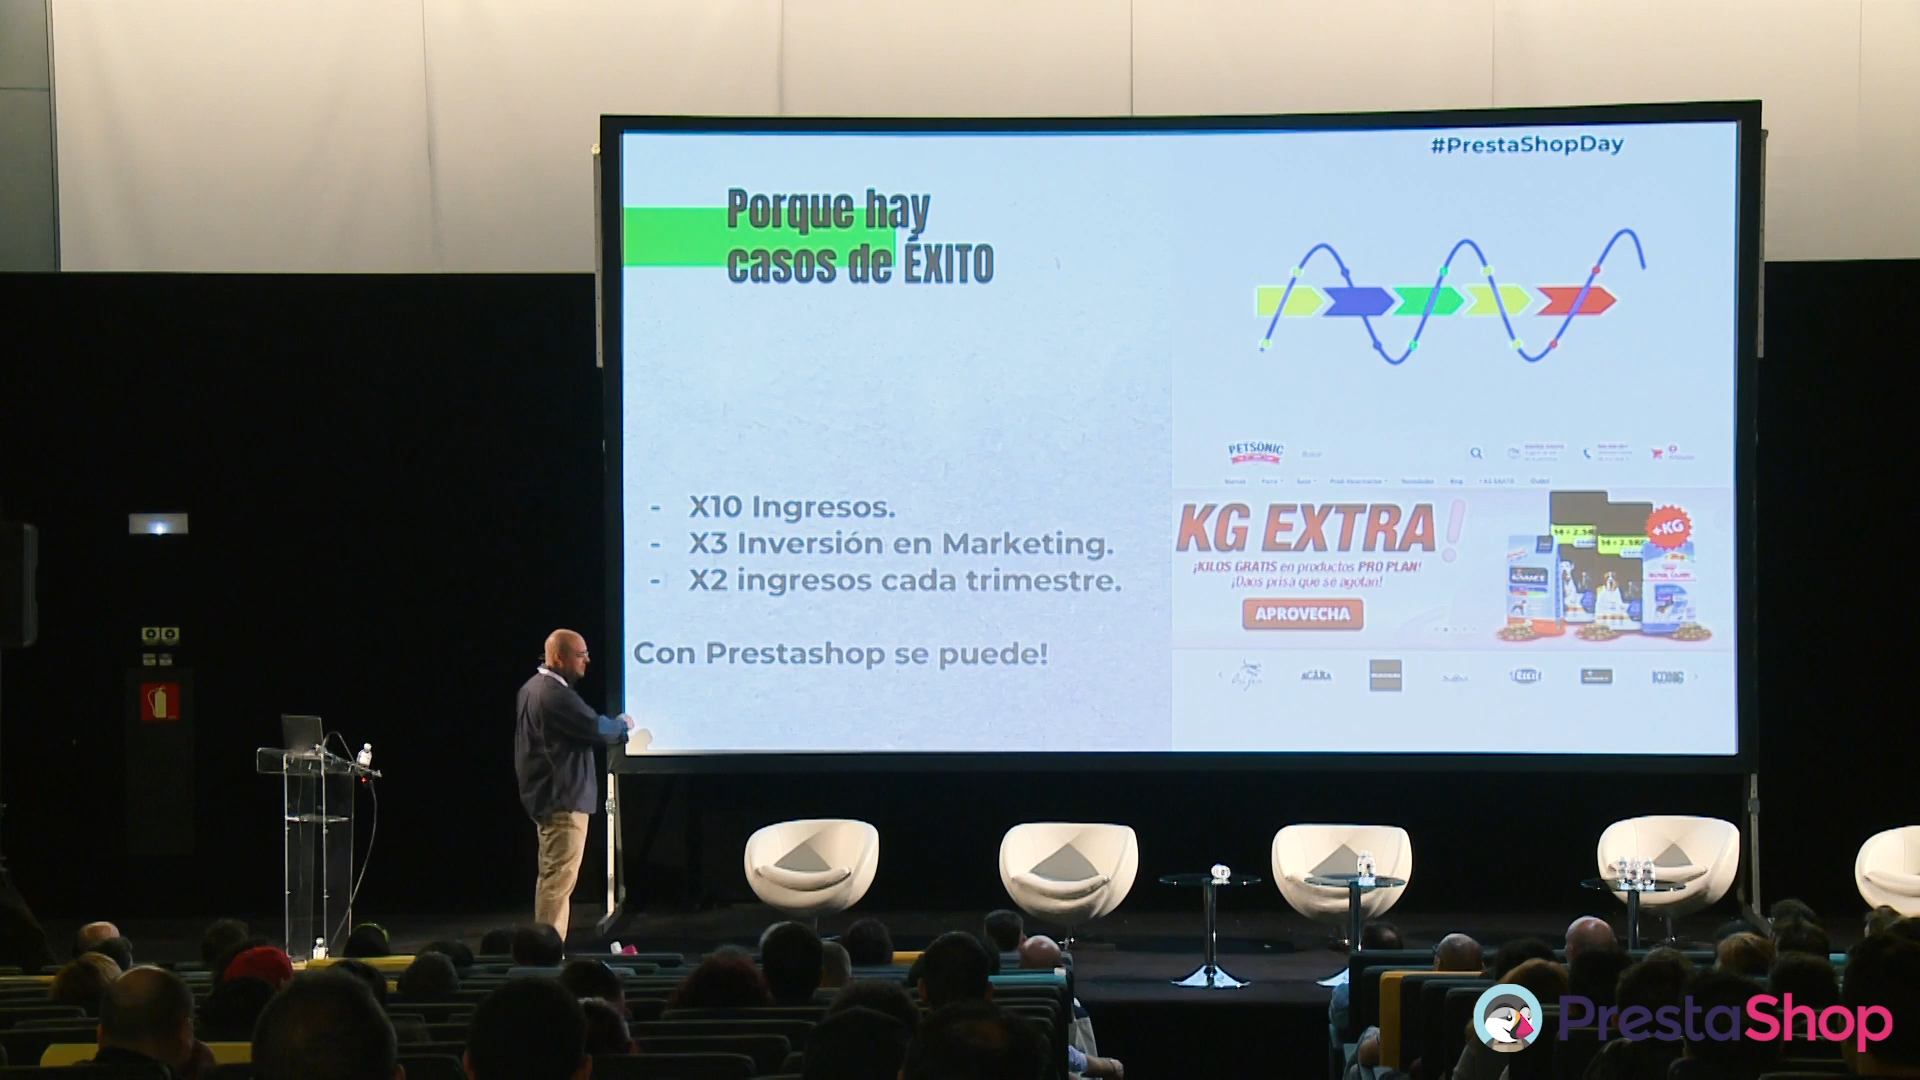 #PrestaShopDay
Porque hay
casos de ÉXITO
- X10 Ingresos.
- X3 Inversión en Marketing.
- X2 ingresos cada trimestre.
Con Prestashop se puede!
PETSONIC
Buscar
KG EXTRA!
¡KILOS GRATIS en productos PRO PLAN!
¡Daos prisa que se agotan!
APROVECHA
+KG
ACANA
KONG
PrestaShop